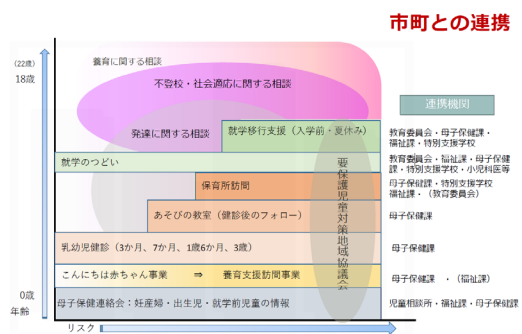 市町との連携
養育に関する相談
(22歳)
18歳
不登校・社会適応に関する相談
連携機関
発達に関する相談
就学移行支援(入学前・夏休み)
教育委員会・母子保健課・
福祉課・特別支援学校
就学のつどい
教育委員会・福祉課・母子保健
課・特別支援学校・小児科医等
保育所訪問
母子保健課・特別支援学校
福祉課・(教育委員会)
あそびの教室(健診後のフォロー)
母子保健課
乳幼児健診(3か月、7か月、1歳6か月、3歳)
母子保健課
こんにちは赤ちゃん事業 ⇒ 養育支援訪問事業
母子保健課 ・(福祉課)
要保護児童対策地域協議会
0歳
年齢
母子保健連絡会:妊産婦・出生児・就学前児童の情報
児童相談所・福祉課・母子保健課
リスク